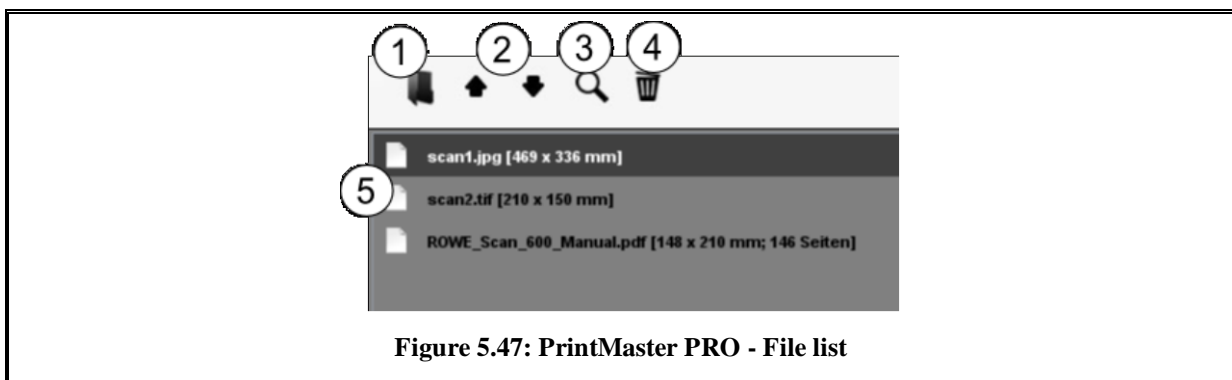 1 2 3 4
scan1.jpg [469 x 336 mm]
5
scan2.tif [210 x 150 mm]
ROWE_Scan_600_Manual.pdf [148 x 210 mm; 146 Seiten]
Figure 5.47: PrintMaster PRO - File list